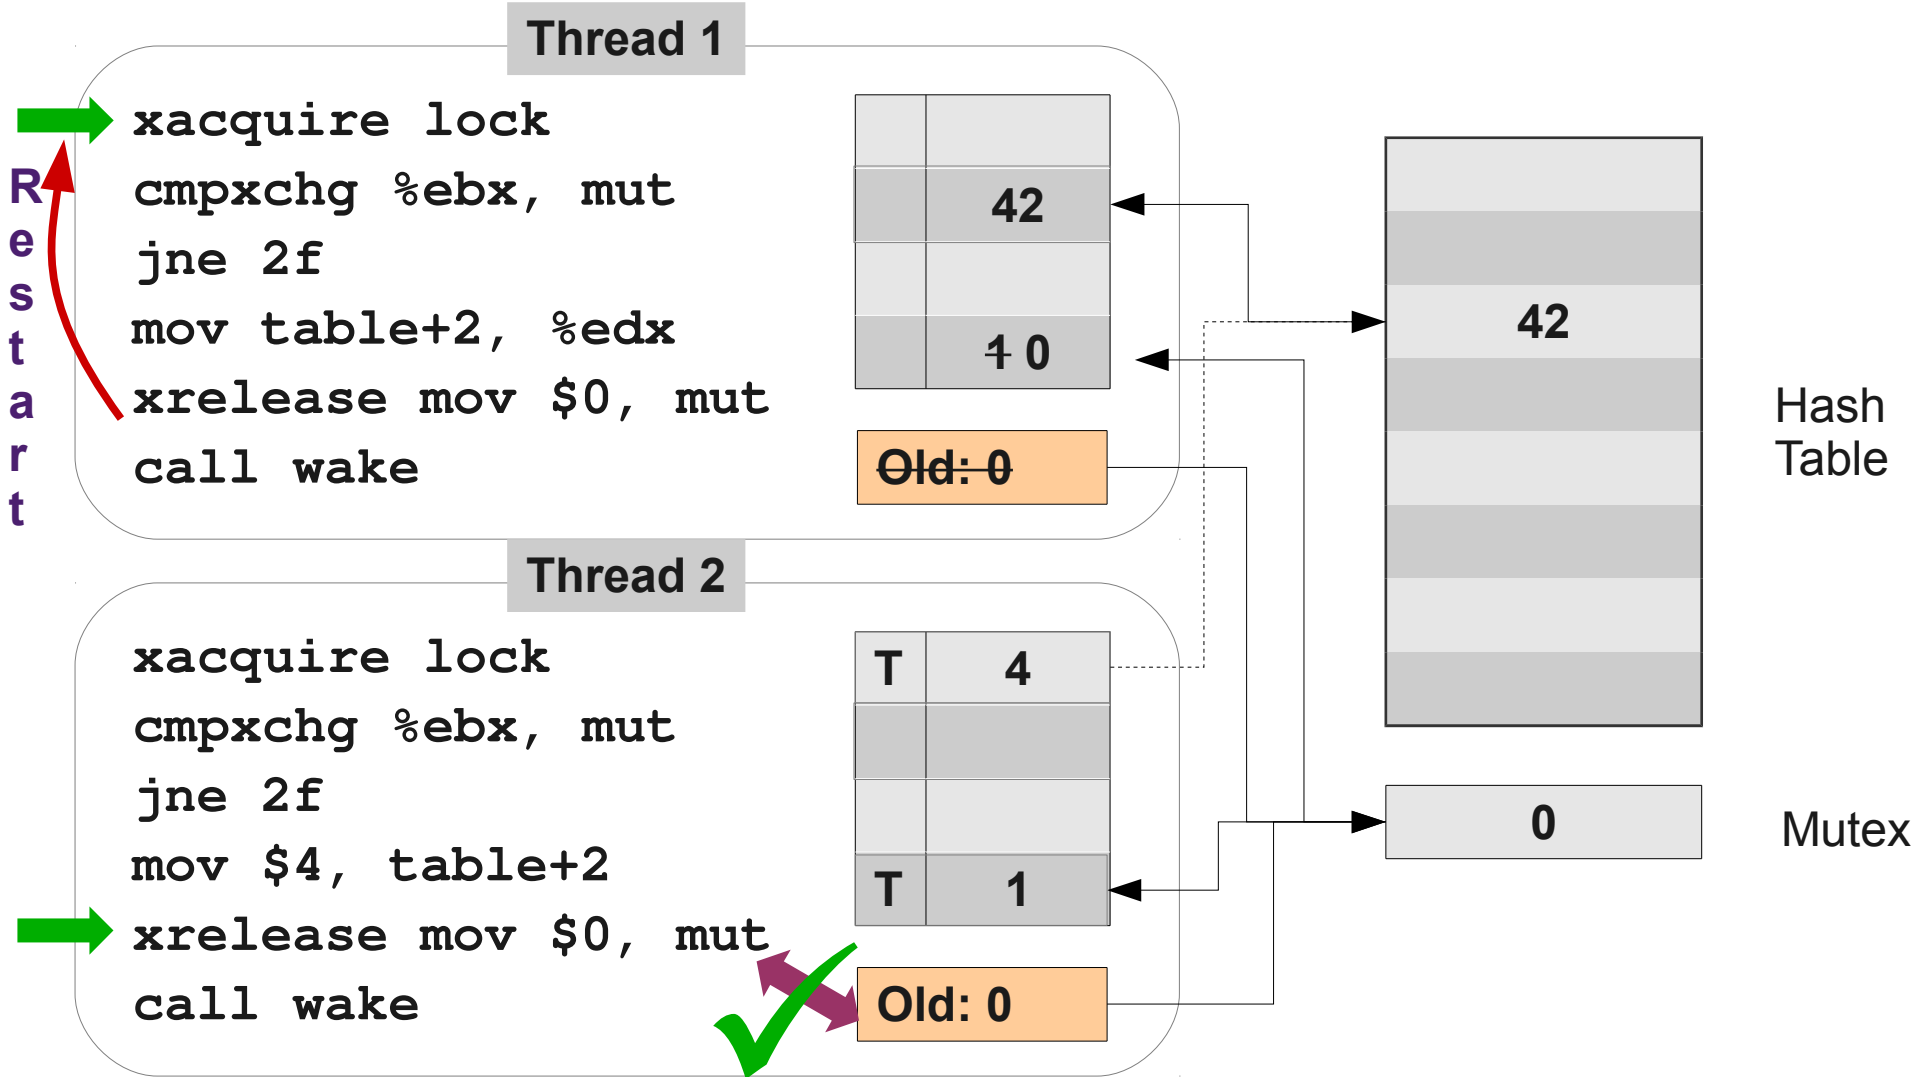 Thread 1
xacquire lock
cmpxchg %ebx, mut
jne 2f
mov table+2, %edx
xrelease mov $0, mut
call wake
Restart
42
1 0
Old: 0
Thread 2
xacquire lock
cmpxchg %ebx, mut
jne 2f
mov $4, table+2
xrelease mov $0, mut
call wake
T 4
T 1
Old: 0
42
Hash
Table
0
Mutex